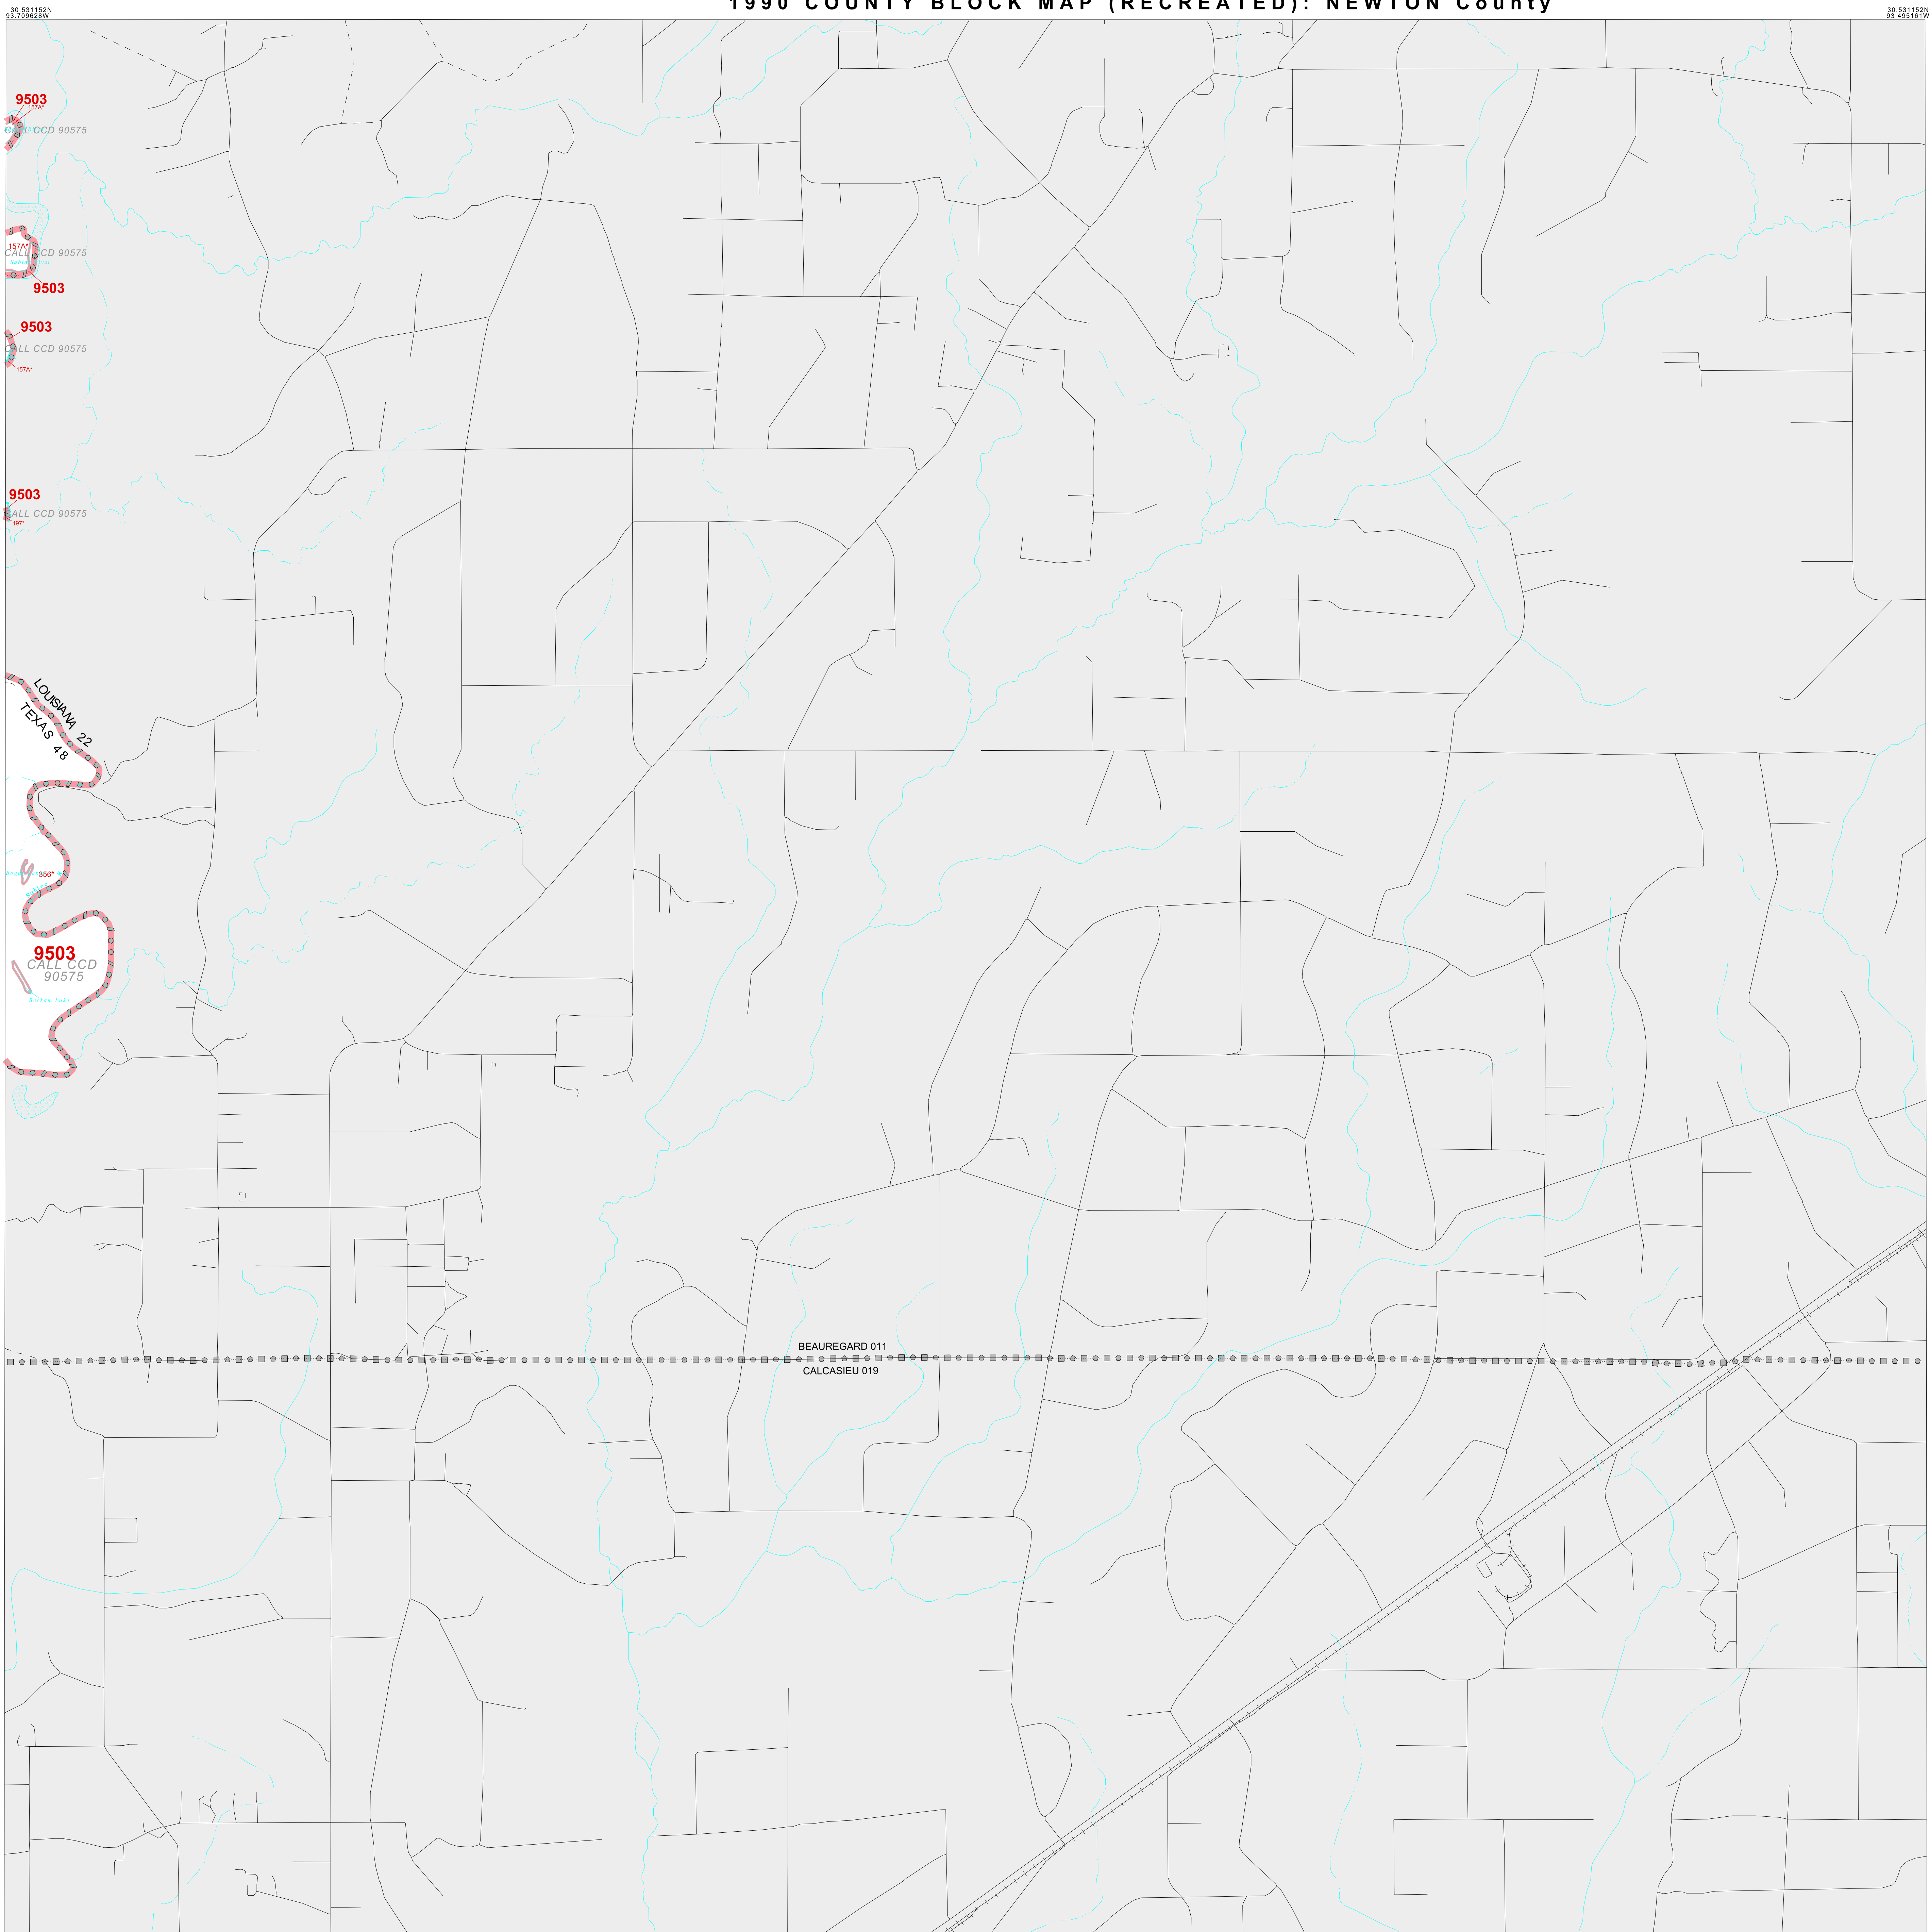 1990 COUNTY BLOCK MAP (RECREATED): NEWTON County
30.531152N
93.709628W
30.531152N
93.495161W
9503
157A*
CALL CCD 90575
157A*
CALL CCD 90575
9503
9503
CALL CCD 90575
157A*
9503
CALL CCD 90575
197*
LOUISIANA 22
TEXAS 48
356*
9503
CALL CCD
90575
BEAUREGARD 011
CALCASIEU 019